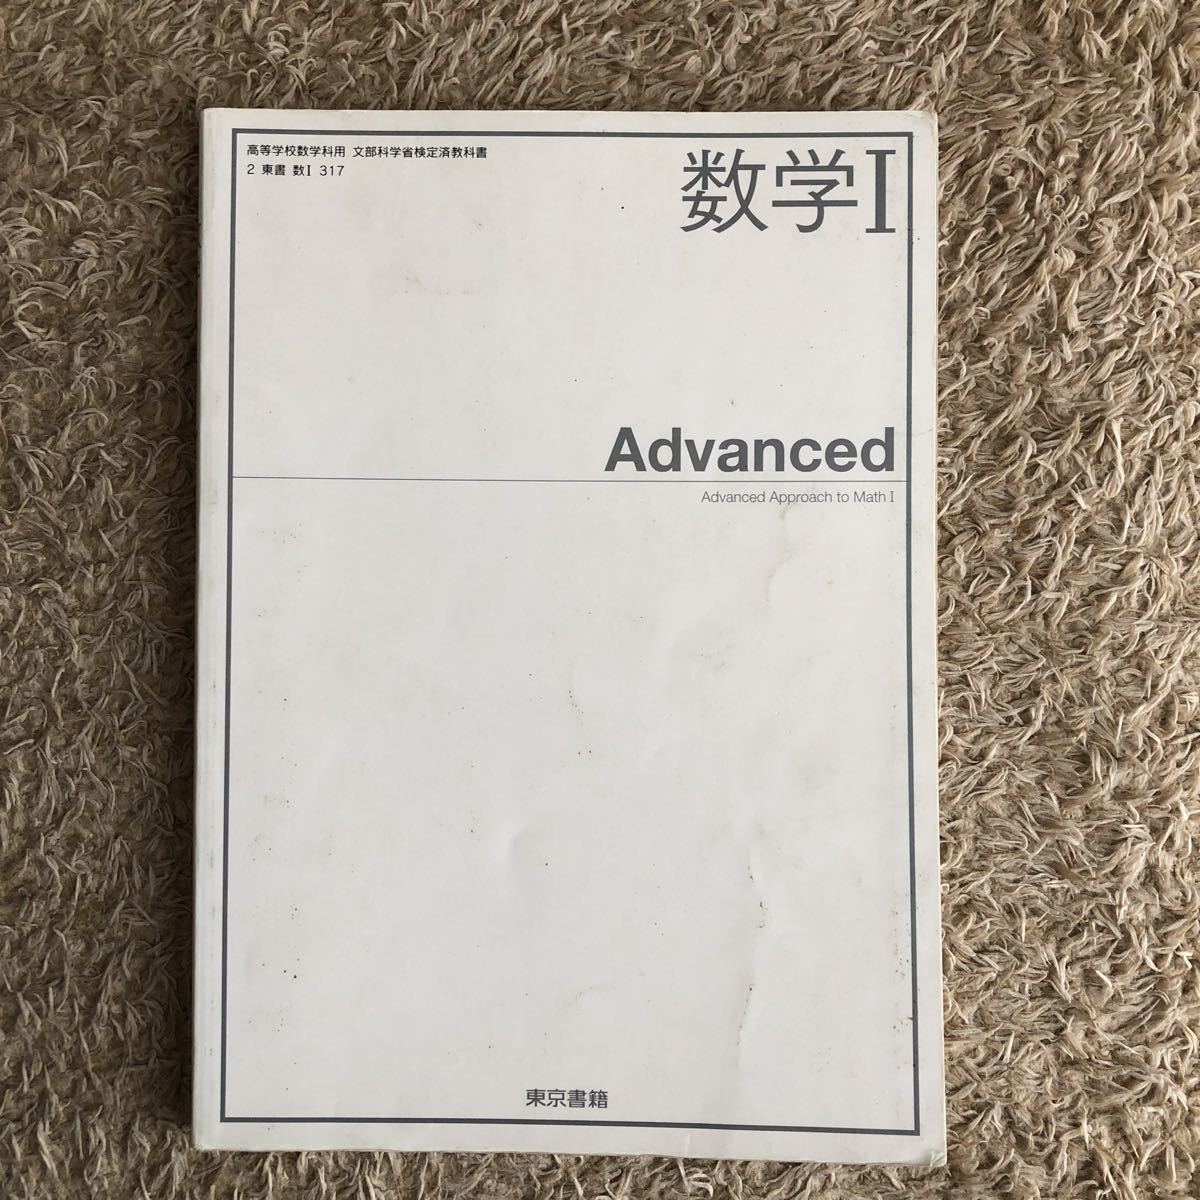 高等学校数学科用 文部科学省検定済教科書
2 東書 数Ⅰ 317
数学Ⅰ
Advanced
Advanced Approach to Math Ⅰ
東京書籍